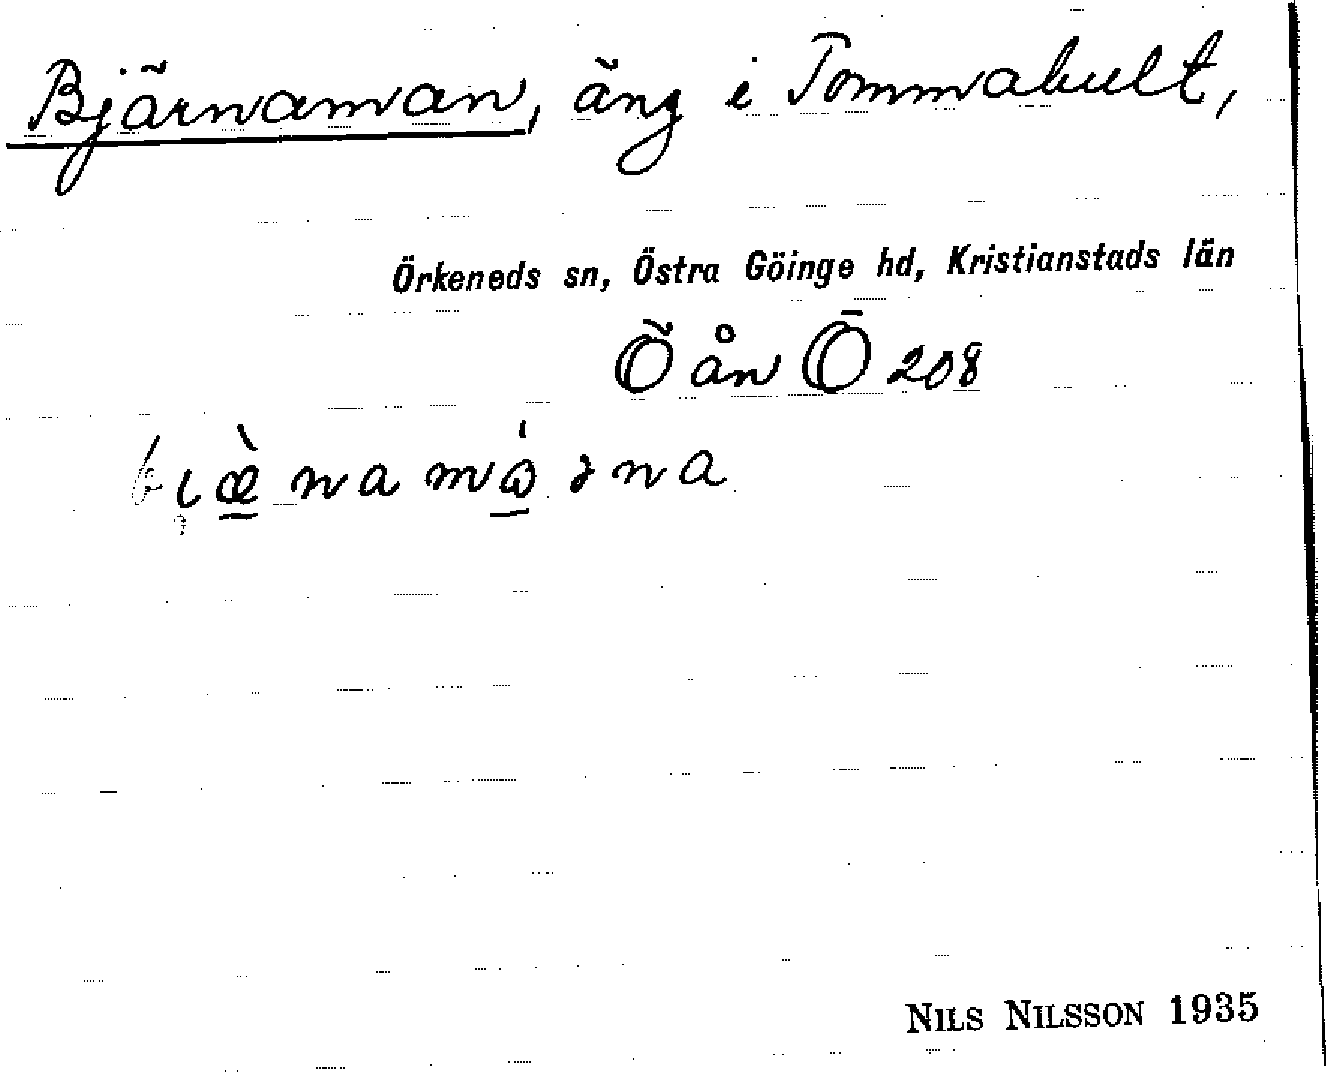 Bjärnaman, äng i Tommahult,
Örkeneds sn, Östra Göinge hd, Kristianstads län
Ö ån Ö 208
NILS NILSSON 1935